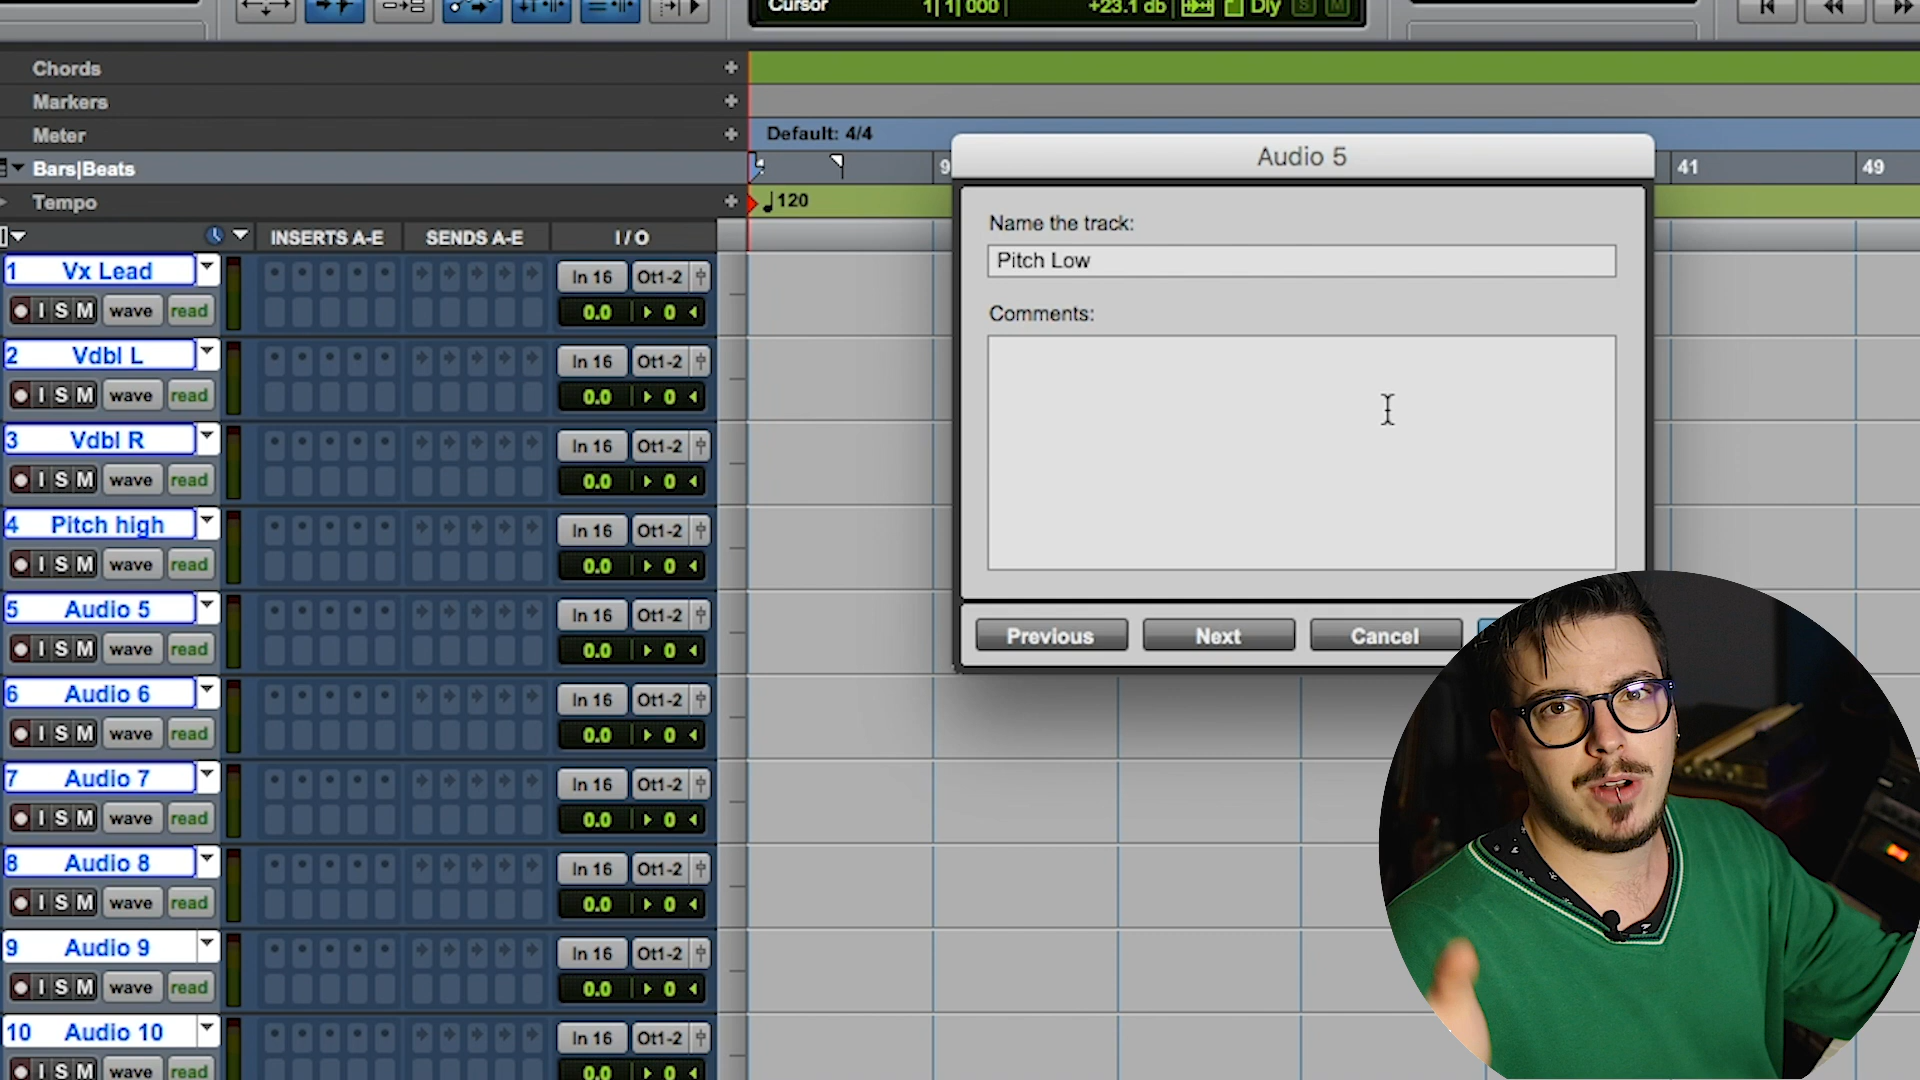 Cursor 1| 1| 000 +23.1 db Dly S M
Chords +
Markers +
Meter + Default: 4/4
Bars|Beats 9 41 49
Tempo + 120
INSERTS A-E SENDS A-E I / O
1 Vx Lead In 16 Ot1-2
I S M wave read 0.0 0
2 Vdbl L In 16 Ot1-2
I S M wave read 0.0 0
3 Vdbl R In 16 Ot1-2
I S M wave read 0.0 0
4 Pitch high In 16 Ot1-2
I S M wave read 0.0 0
5 Audio 5 In 16 Ot1-2
I S M wave read 0.0 0
6 Audio 6 In 16 Ot1-2
I S M wave read 0.0 0
7 Audio 7 In 16 Ot1-2
I S M wave read 0.0 0
8 Audio 8 In 16 Ot1-2
I S M wave read 0.0 0
9 Audio 9 In 16 Ot1-2
I S M wave read 0.0 0
10 Audio 10 In 16 Ot1-2
I S M wave read 0.0 0
Audio 5
Name the track:
Pitch Low
Comments:
Previous Next Cancel